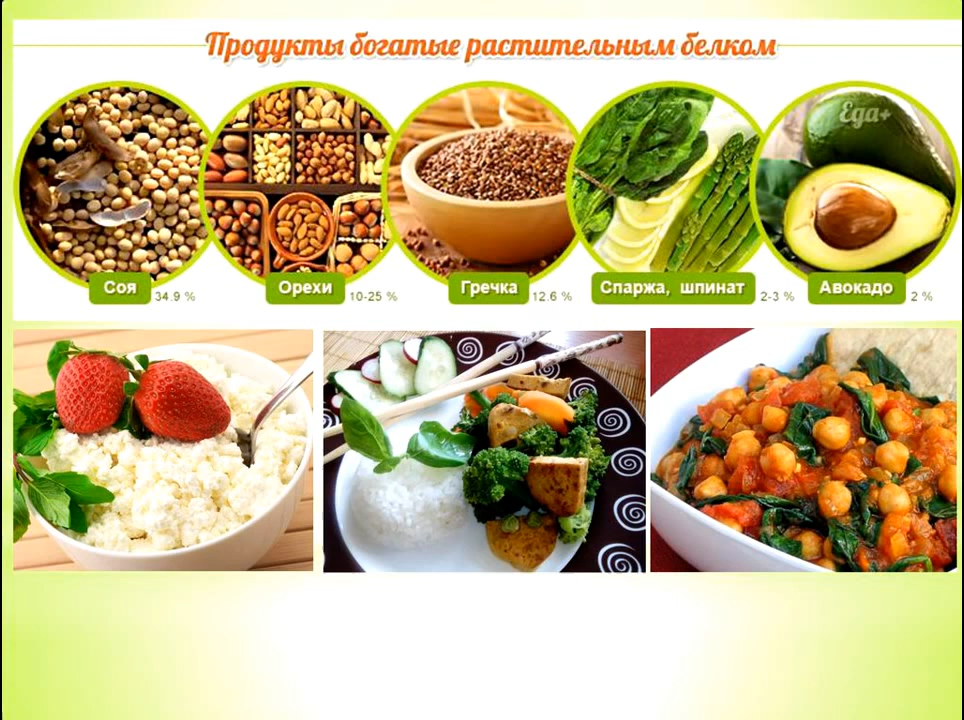 Продукты богатые растительным белком
Еда+
Соя 34.9 %
Орехи 10-25 %
Гречка 12.6 %
Спаржа, шпинат 2-3 %
Авокадо 2 %